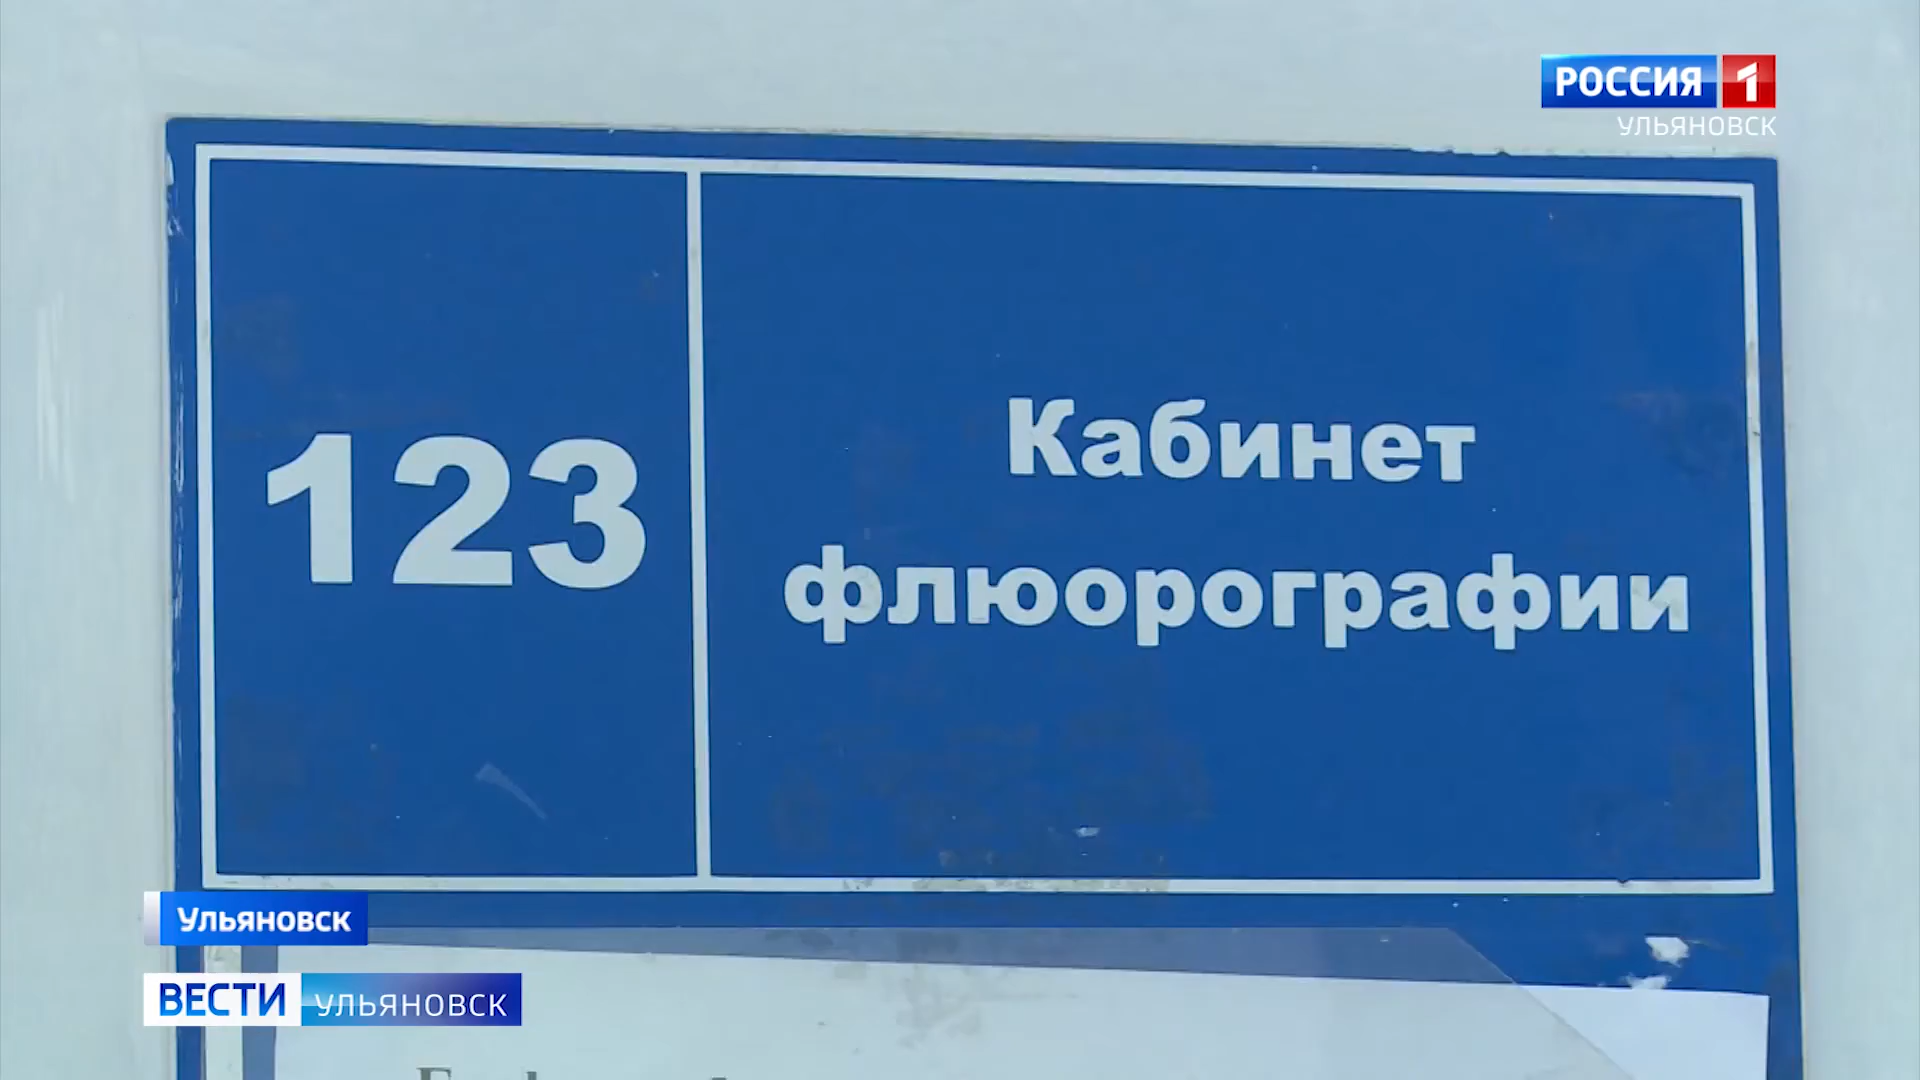 РОССИЯ 1
УЛЬЯНОВСК
123
Кабинет
флюорографии
Ульяновск
ВЕСТИ УЛЬЯНОВСК